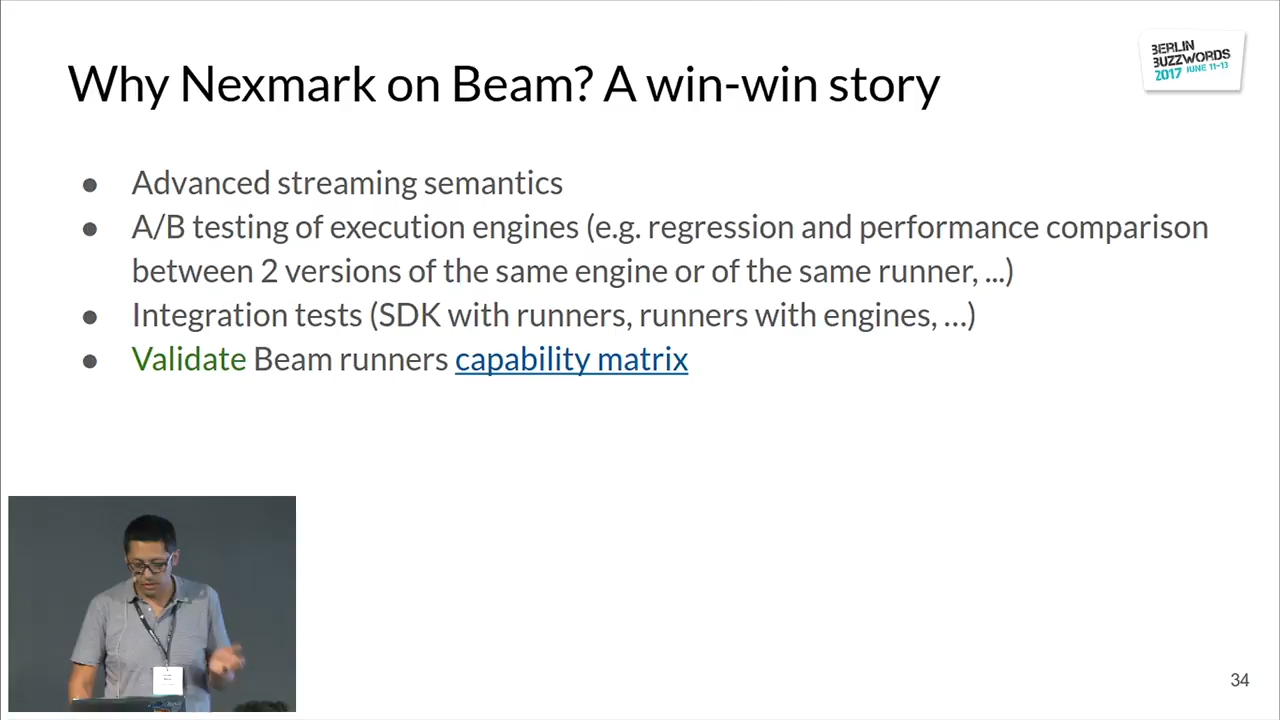 Why Nexmark on Beam? A win-win story
BERLIN
BUZZWORDS
2017 JUNE 11-13
● Advanced streaming semantics
● A/B testing of execution engines (e.g. regression and performance comparison
between 2 versions of the same engine or of the same runner, ...)
● Integration tests (SDK with runners, runners with engines, …)
● Validate Beam runners capability matrix
34